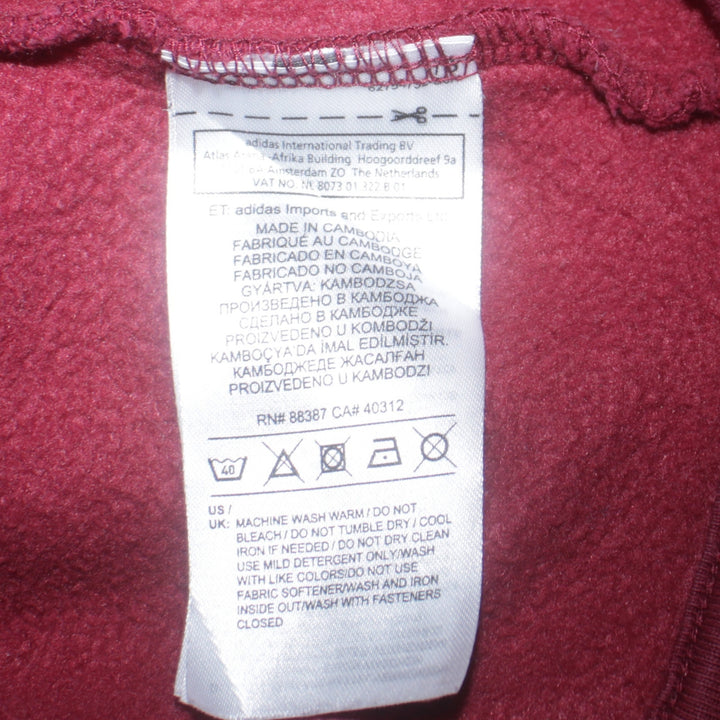 adidas International Trading BV
Atlas -Afrika Building Hoogoorddreef 9a
Amsterdam ZO. The Netherlands
VAT NO. NL 8073 01 322 B 01
ET: adidas Imports and Exports Ltd.
MADE IN CAMBODIA
FABRIQUÉ AU CAMBODGE
FABRICADO EN CAMBOYA
FABRICADO NO CAMBOJA
GYÁRTVA: KAMBODZSA
ПРОИЗВЕДЕНО В КАМБОДЖА
СДЕЛАНО В КАМБОДЖЕ
PROIZVEDENO U KOMBODŽI
KAMBOÇYA DA IMAL EDİLMİŞTİR.
КАМБОДЖЕДЕ ЖАСАЛҒАН
PROIZVEDENO U KAMBODZI
RN# 88387 CA# 40312
40
US /
UK: MACHINE WASH WARM / DO NOT
BLEACH / DO NOT TUMBLE DRY / COOL
IRON IF NEEDED / DO NOT DRY CLEAN
USE MILD DETERGENT ONLY/WASH
WITH LIKE COLORS/DO NOT USE
FABRIC SOFTENER/WASH AND IRON
INSIDE OUT/WASH WITH FASTENERS
CLOSED